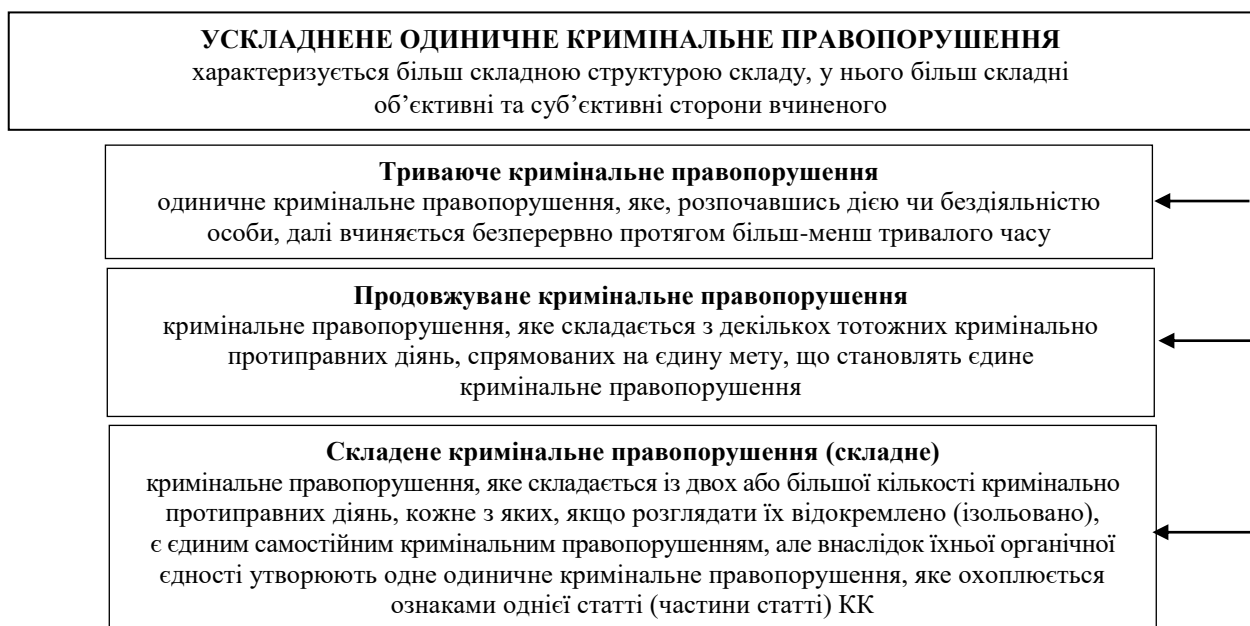 УСКЛАДНЕНЕ ОДИНИЧНЕ КРИМІНАЛЬНЕ ПРАВОПОРУШЕННЯ
характеризується більш складною структурою складу, у нього більш складні
об’єктивні та суб’єктивні сторони вчиненого
Триваюче кримінальне правопорушення
одиничне кримінальне правопорушення, яке, розпочавшись дією чи бездіяльністю
особи, далі вчиняється безперервно протягом більш-менш тривалого часу
Продовжуване кримінальне правопорушення
кримінальне правопорушення, яке складається з декількох тотожних кримінально
протиправних діянь, спрямованих на єдину мету, що становлять єдине
кримінальне правопорушення
Складене кримінальне правопорушення (складне)
кримінальне правопорушення, яке складається із двох або більшої кількості кримінально
протиправних діянь, кожне з яких, якщо розглядати їх відокремлено (ізольовано),
є єдиним самостійним кримінальним правопорушенням, але внаслідок їхньої органічної
єдності утворюють одне одиничне кримінальне правопорушення, яке охоплюється
ознаками однієї статті (частини статті) КК